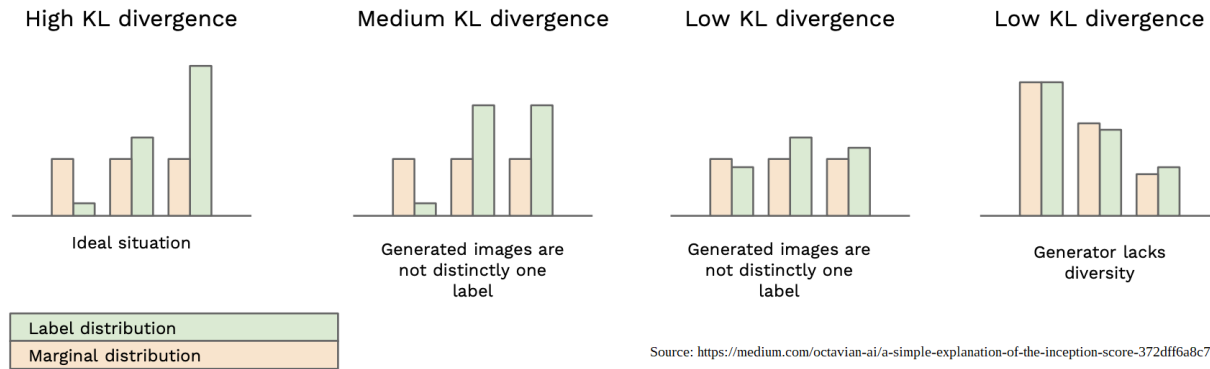 High KL divergence
Medium KL divergence
Low KL divergence
Low KL divergence
Ideal situation
Generated images are
not distinctly one
label
Generated images are
not distinctly one
label
Generator lacks
diversity
Label distribution
Marginal distribution
Source: https://medium.com/octavian-ai/a-simple-explanation-of-the-inception-score-372dff6a8c7